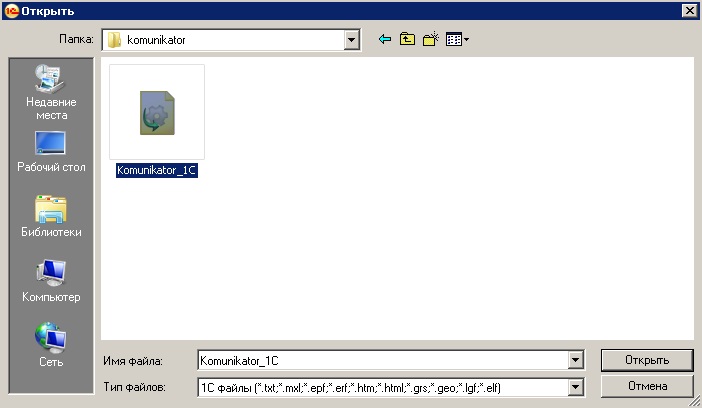 Открыть
Папка:
komunikator
Недавние
места
Рабочий стол
Библиотеки
Компьютер
Сеть
Komunikator_1C
Имя файла:
Komunikator_1C
Открыть
Тип файлов:
1С файлы (*.txt;*.mxl;*.epf;*.erf;*.htm;*.html;*.grs;*.geo;*.lgf;*.elf)
Отмена